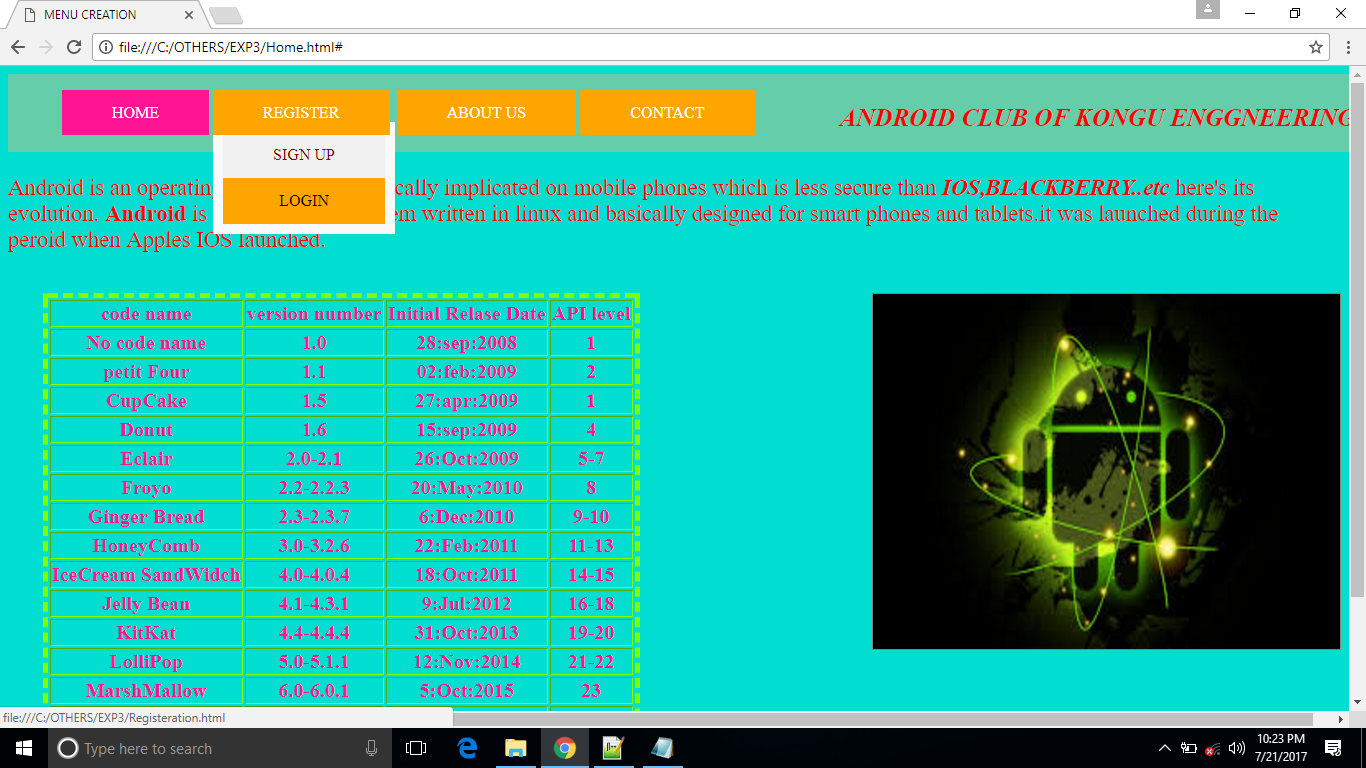 MENU CREATION
file:///C:/OTHERS/EXP3/Home.html#
HOME REGISTER ABOUT US CONTACT ANDROID CLUB OF KONGU ENGGNEERING
SIGN UP
LOGIN
Android is an operating cally implicated on mobile phones which is less secure than IOS,BLACKBERRY..etc here's its
evolution. Android is em written in linux and basically designed for smart phones and tablets.it was launched during the
peroid when Apples IOS launched.
code name version number Initial Relase Date API level
No code name 1.0 28:sep:2008 1
petit Four 1.1 02:feb:2009 2
CupCake 1.5 27:apr:2009 1
Donut 1.6 15:sep:2009 4
Eclair 2.0-2.1 26:Oct:2009 5-7
Froyo 2.2-2.2.3 20:May:2010 8
Ginger Bread 2.3-2.3.7 6:Dec:2010 9-10
HoneyComb 3.0-3.2.6 22:Feb:2011 11-13
IceCream SandWidch 4.0-4.0.4 18:Oct:2011 14-15
Jelly Bean 4.1-4.3.1 9:Jul:2012 16-18
KitKat 4.4-4.4.4 31:Oct:2013 19-20
LolliPop 5.0-5.1.1 12:Nov:2014 21-22
MarshMallow 6.0-6.0.1 5:Oct:2015 23
file:///C:/OTHERS/EXP3/Registeration.html
Type here to search
10:23 PM
7/21/2017